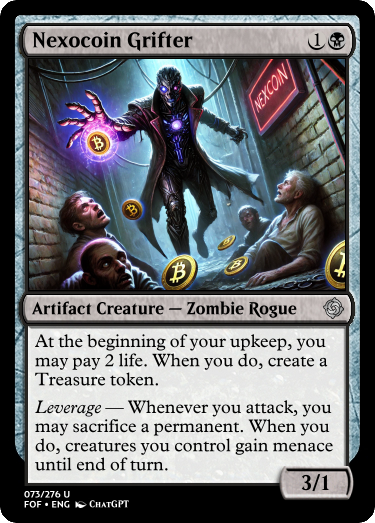 Nexocoin Grifter 1
NEXCOIN
Artifact Creature — Zombie Rogue
At the beginning of your upkeep, you
may pay 2 life. When you do, create a
Treasure token.
Leverage — Whenever you attack, you
may sacrifice a permanent. When you
do, creatures you control gain menace
until end of turn.
3/1
073/276 U
FOF • ENG ChatGPT